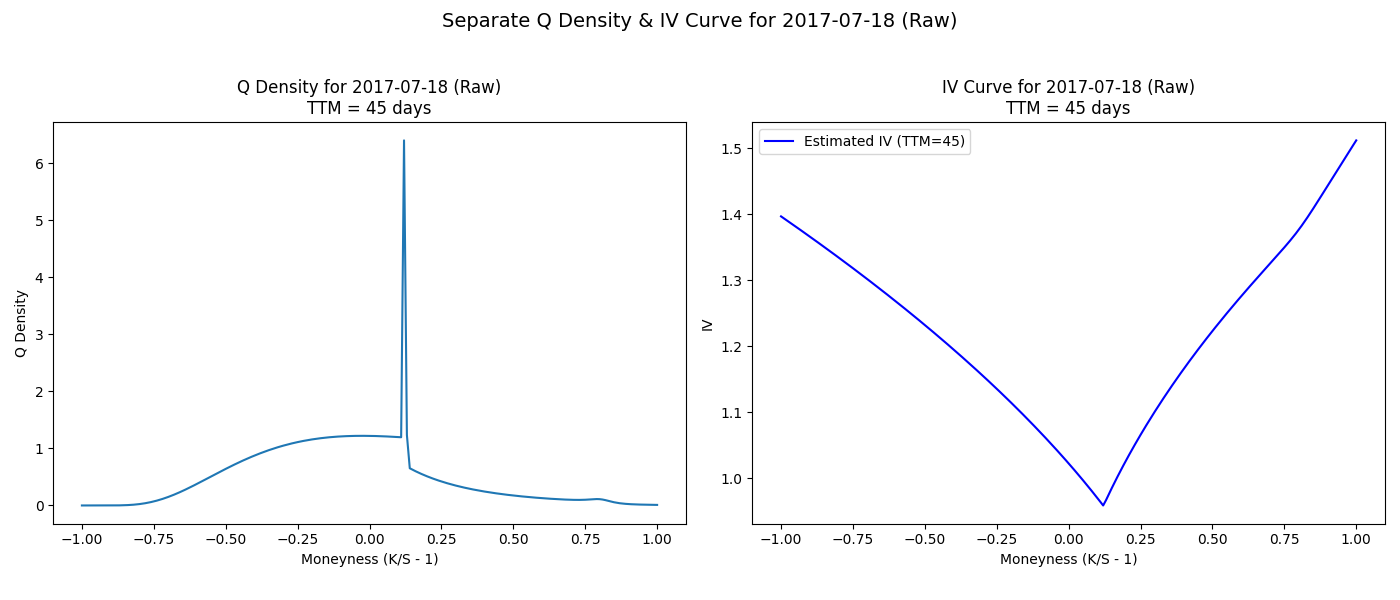 Separate Q Density & IV Curve for 2017-07-18 (Raw)
Q Density for 2017-07-18 (Raw)
TTM = 45 days
Q Density
6
5
4
3
2
1
0
−1.00 −0.75 −0.50 −0.25 0.00 0.25 0.50 0.75 1.00
Moneyness (K/S - 1)
IV Curve for 2017-07-18 (Raw)
TTM = 45 days
Estimated IV (TTM=45)
IV
1.5
1.4
1.3
1.2
1.1
1.0
−1.00 −0.75 −0.50 −0.25 0.00 0.25 0.50 0.75 1.00
Moneyness (K/S - 1)